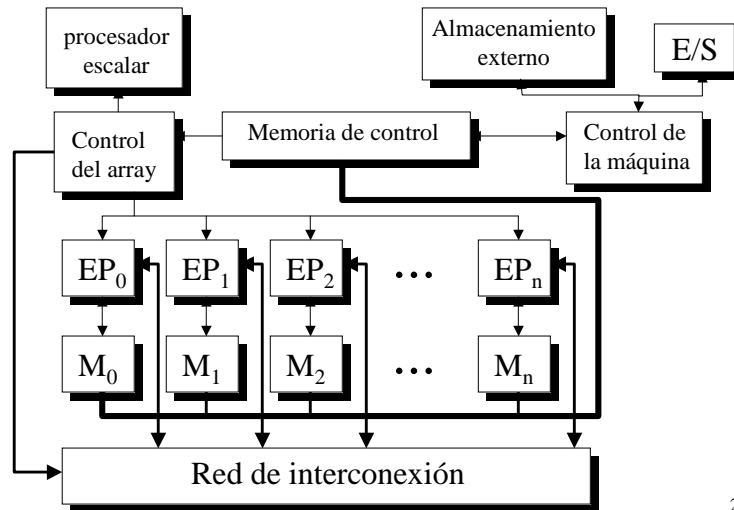 procesador
escalar
Almacenamiento
externo
E/S
Control
del array
Memoria de control
Control de
la máquina
EP₀
EP₁
EP₂
...
EPₙ
M₀
M₁
M₂
...
Mₙ
Red de interconexión
2